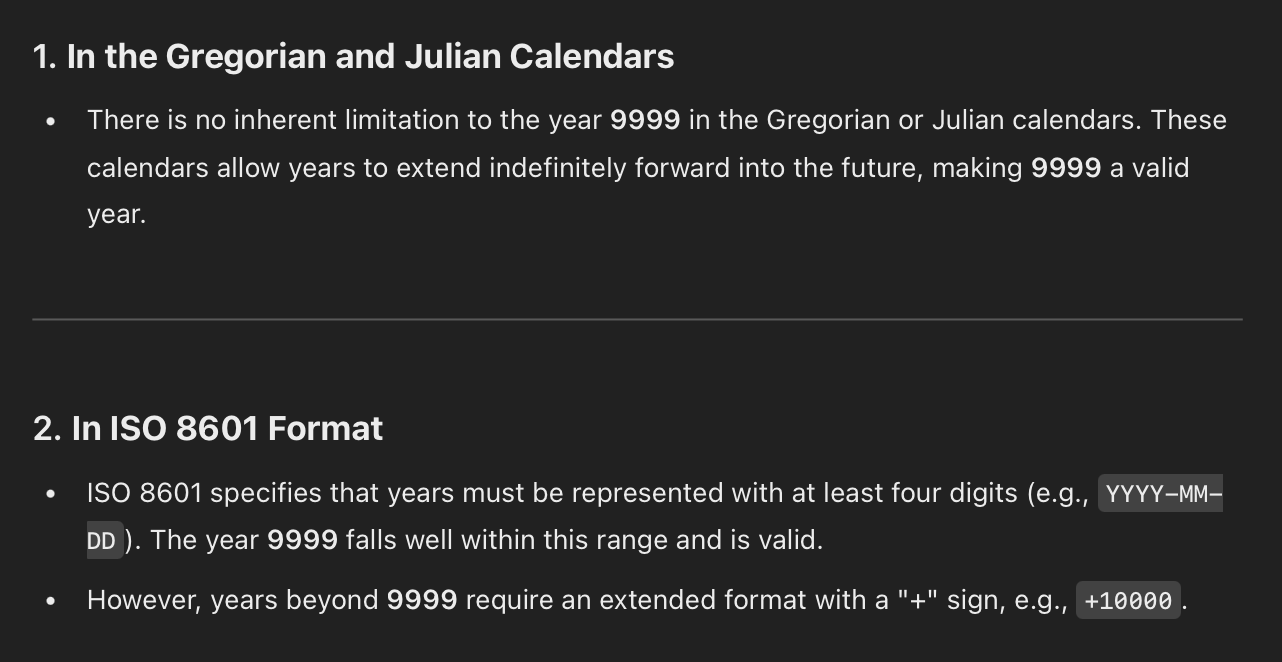 1. In the Gregorian and Julian Calendars
• There is no inherent limitation to the year 9999 in the Gregorian or Julian calendars. These
calendars allow years to extend indefinitely forward into the future, making 9999 a valid
year.
2. In ISO 8601 Format
• ISO 8601 specifies that years must be represented with at least four digits (e.g., YYYY-MM-
DD). The year 9999 falls well within this range and is valid.
• However, years beyond 9999 require an extended format with a "+" sign, e.g., +10000.